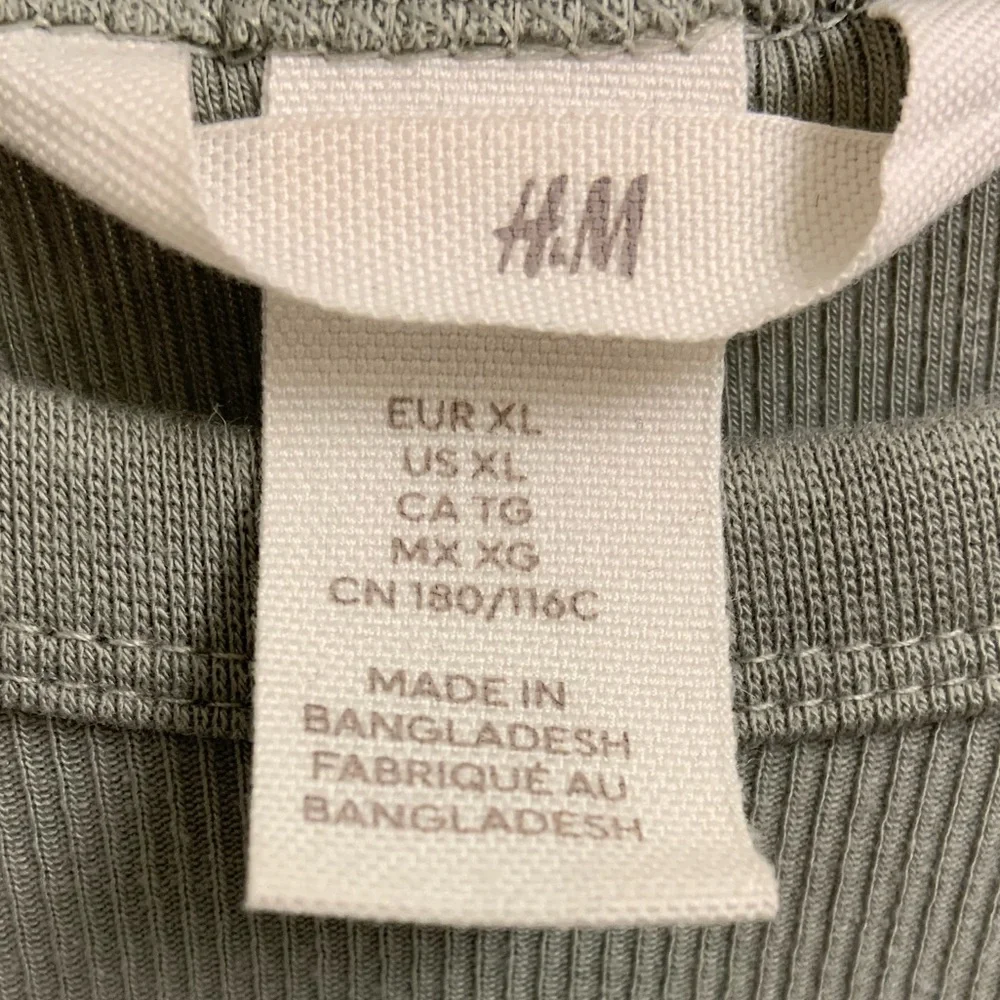 H&M
EUR XL
US XL
CA TG
MX XG
CN 180/116C
MADE IN
BANGLADESH
FABRIQUÉ AU
BANGLADESH